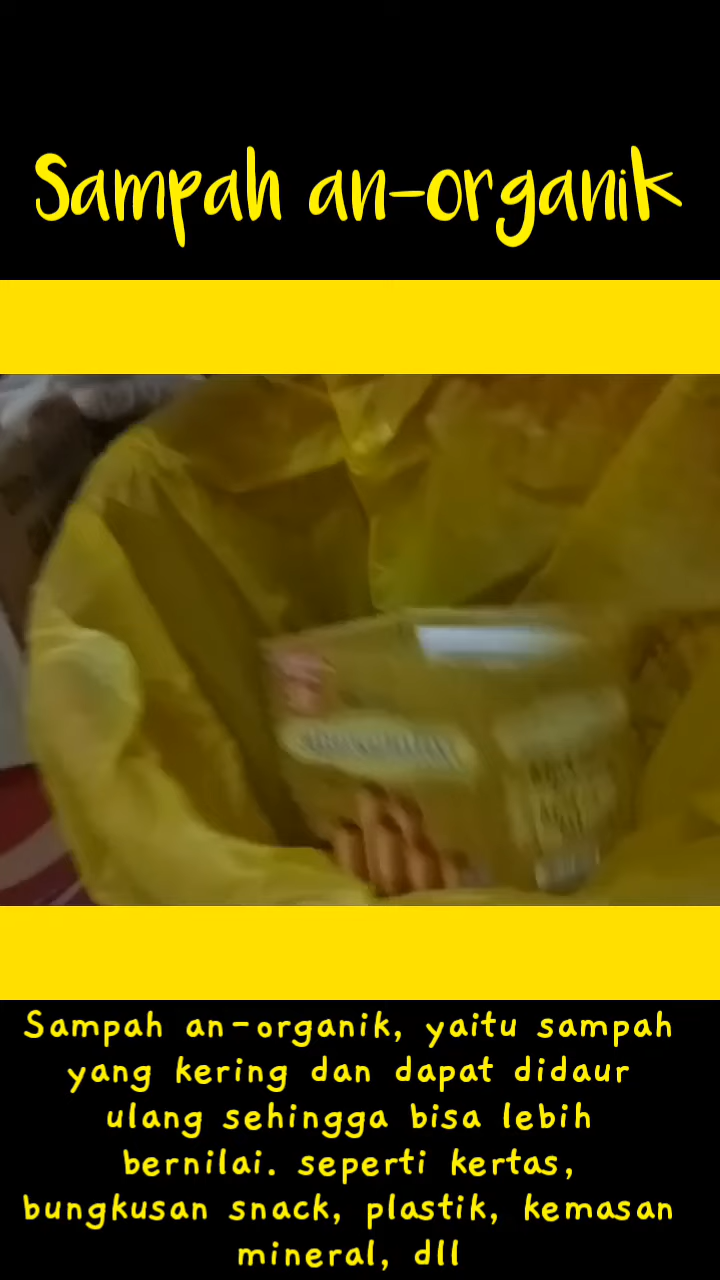 Sampah an-organik
Sampah an-organik, yaitu sampah
yang kering dan dapat didaur
ulang sehingga bisa lebih
bernilai. seperti kertas,
bungkusan snack, plastik, kemasan
mineral, dll